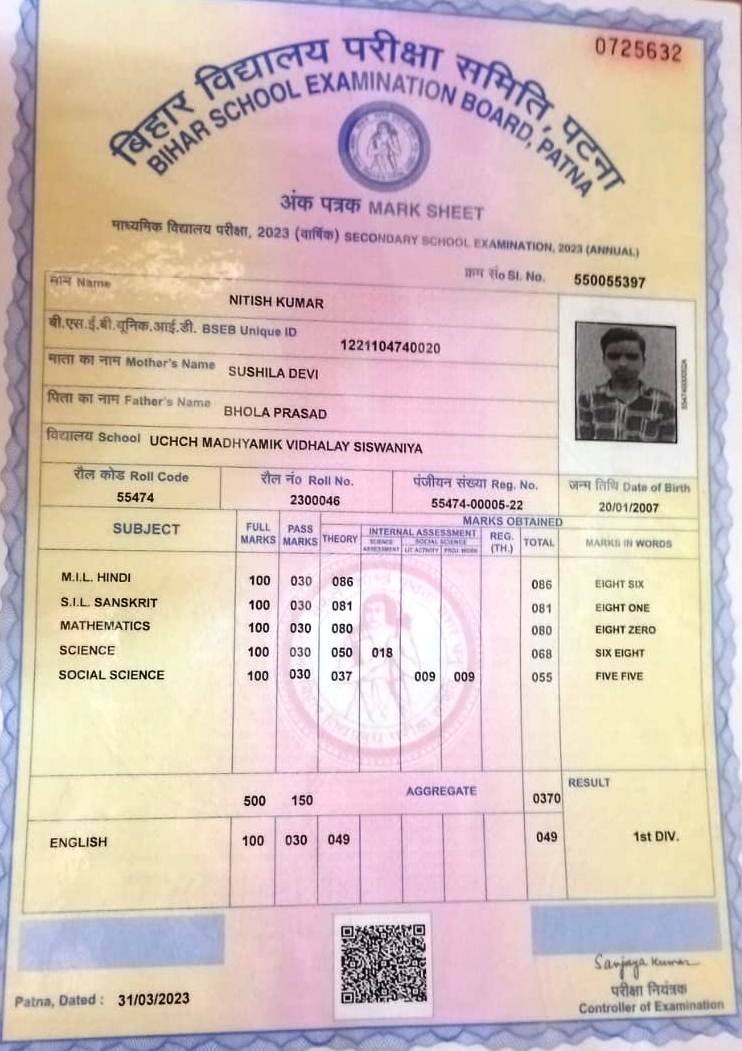 0725632
बिहार विद्यालय परीक्षा समिति, पटना
BIHAR SCHOOL EXAMINATION BOARD, PATNA
अंक पत्रक MARK SHEET
माध्यमिक विद्यालय परीक्षा, 2023 (वार्षिक) SECONDARY SCHOOL EXAMINATION, 2023 (ANNUAL)
क्रम सं० SI. No. 550055397
नाम Name
NITISH KUMAR
बी.एस.ई.बी.यूनिक.आई.डी. BSEB Unique ID
1221104740020
माता का नाम Mother's Name SUSHILA DEVI
पिता का नाम Father's Name BHOLA PRASAD
विद्यालय School UCHCH MADHYAMIK VIDHALAY SISWANIYA
रौल कोड Roll Code रौल नं० Roll No. पंजीयन संख्या Reg. No. जन्म तिथि Date of Birth
55474 2300046 55474-00005-22 20/01/2007
MARKS OBTAINED
SUBJECT FULL MARKS PASS MARKS THEORY INTERNAL ASSESSMENT REG. (TH.) TOTAL MARKS IN WORDS
SCIENCE ASSESSMENT SOCIAL SCIENCE
LIT. ACTIVITY PROJ. WORK
M.I.L. HINDI 100 030 086 086 EIGHT SIX
S.I.L. SANSKRIT 100 030 081 081 EIGHT ONE
MATHEMATICS 100 030 080 080 EIGHT ZERO
SCIENCE 100 030 050 018 068 SIX EIGHT
SOCIAL SCIENCE 100 030 037 009 009 055 FIVE FIVE
500 150 AGGREGATE 0370 RESULT
ENGLISH 100 030 049 049 1st DIV.
Sanjaya Kumar
परीक्षा नियंत्रक
Patna, Dated : 31/03/2023 Controller of Examination